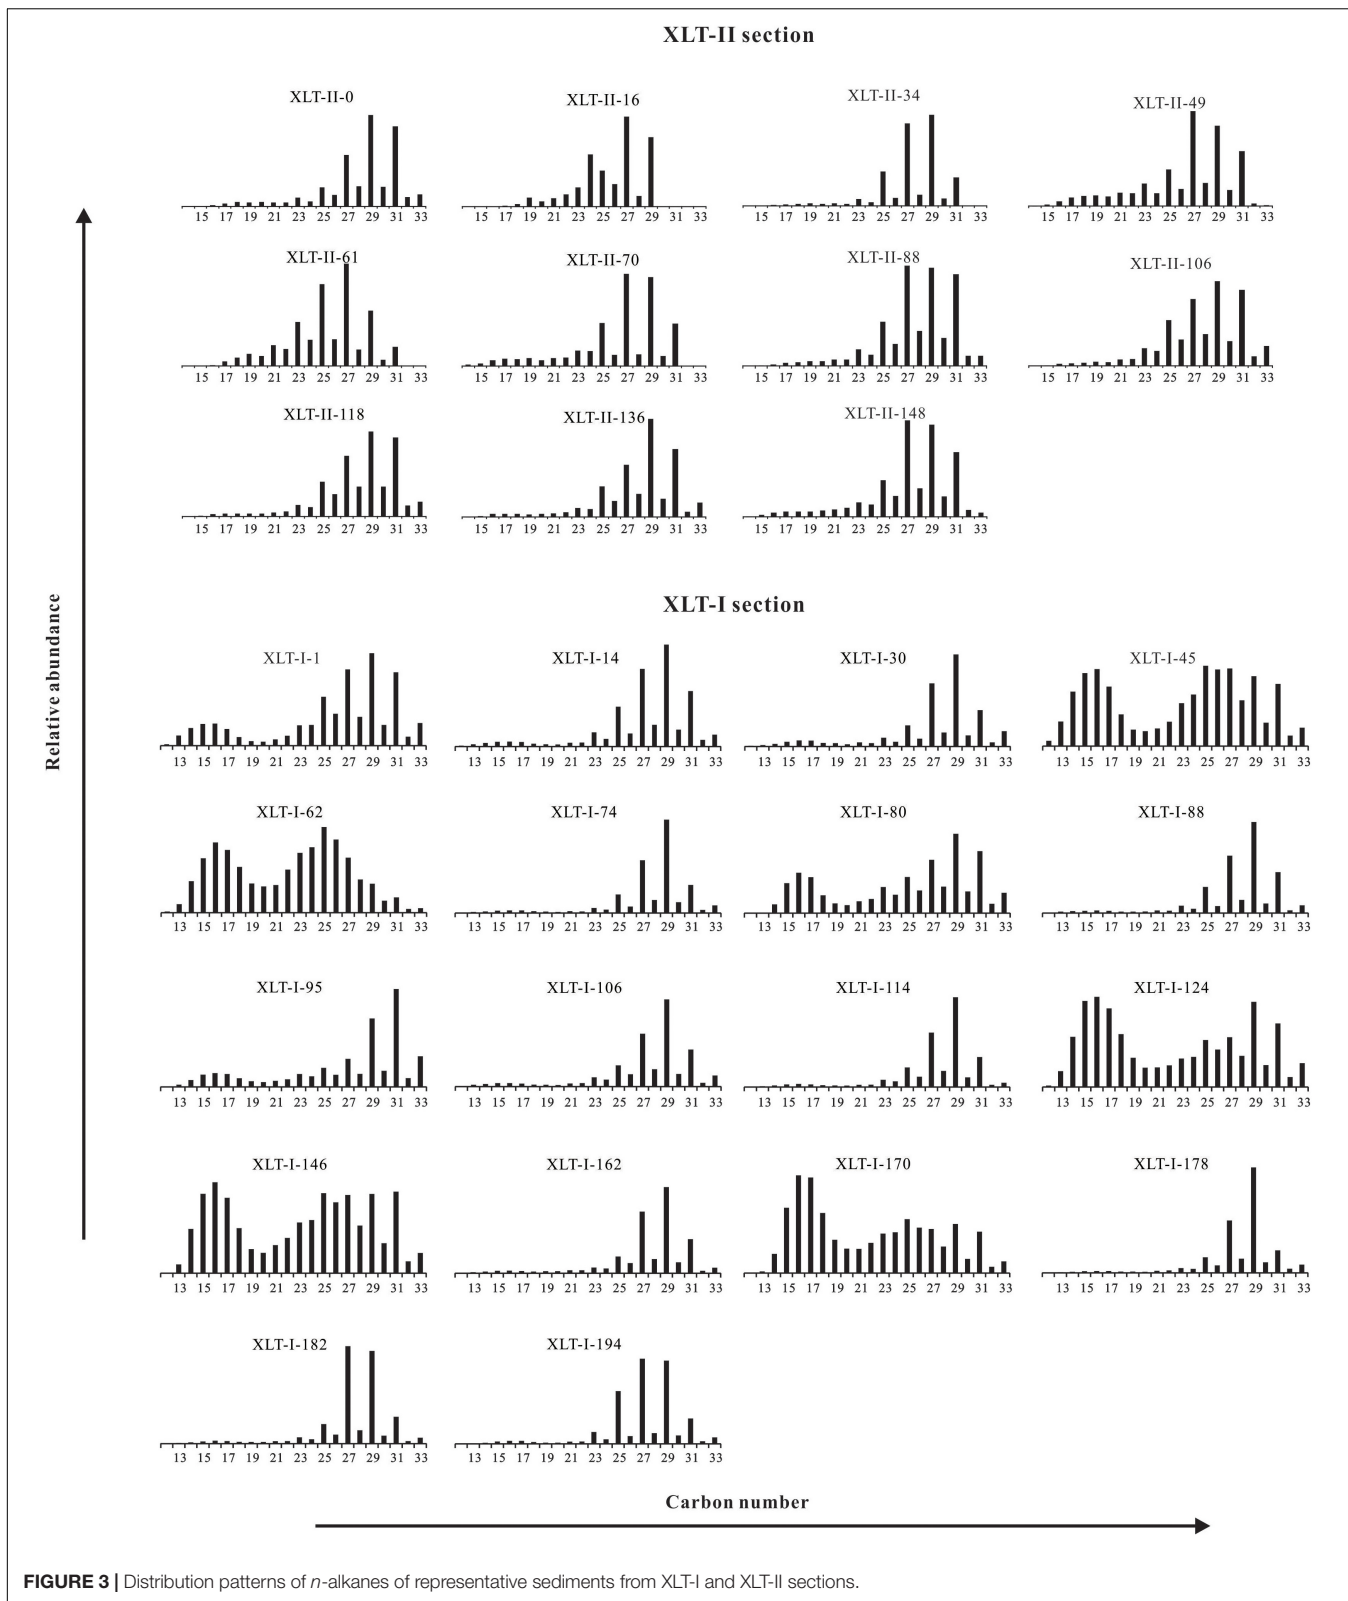 XLT-II section
XLT-II-0 XLT-II-16 XLT-II-34 XLT-II-49
15 17 19 21 23 25 27 29 31 33 15 17 19 21 23 25 27 29 31 33 15 17 19 21 23 25 27 29 31 33 15 17 19 21 23 25 27 29 31 33
XLT-II-61 XLT-II-70 XLT-II-88 XLT-II-106
15 17 19 21 23 25 27 29 31 33 15 17 19 21 23 25 27 29 31 33 15 17 19 21 23 25 27 29 31 33 15 17 19 21 23 25 27 29 31 33
XLT-II-118 XLT-II-136 XLT-II-148
15 17 19 21 23 25 27 29 31 33 15 17 19 21 23 25 27 29 31 33 15 17 19 21 23 25 27 29 31 33
Relative abundance
XLT-I section
XLT-I-1 XLT-I-14 XLT-I-30 XLT-I-45
13 15 17 19 21 23 25 27 29 31 33 13 15 17 19 21 23 25 27 29 31 33 13 15 17 19 21 23 25 27 29 31 33 13 15 17 19 21 23 25 27 29 31 33
XLT-I-62 XLT-I-74 XLT-I-80 XLT-I-88
13 15 17 19 21 23 25 27 29 31 33 13 15 17 19 21 23 25 27 29 31 33 13 15 17 19 21 23 25 27 29 31 33 13 15 17 19 21 23 25 27 29 31 33
XLT-I-95 XLT-I-106 XLT-I-114 XLT-I-124
13 15 17 19 21 23 25 27 29 31 33 13 15 17 19 21 23 25 27 29 31 33 13 15 17 19 21 23 25 27 29 31 33 13 15 17 19 21 23 25 27 29 31 33
XLT-I-146 XLT-I-162 XLT-I-170 XLT-I-178
13 15 17 19 21 23 25 27 29 31 33 13 15 17 19 21 23 25 27 29 31 33 13 15 17 19 21 23 25 27 29 31 33 13 15 17 19 21 23 25 27 29 31 33
XLT-I-182 XLT-I-194
13 15 17 19 21 23 25 27 29 31 33 13 15 17 19 21 23 25 27 29 31 33
Carbon number
FIGURE 3 | Distribution patterns of n-alkanes of representative sediments from XLT-I and XLT-II sections.